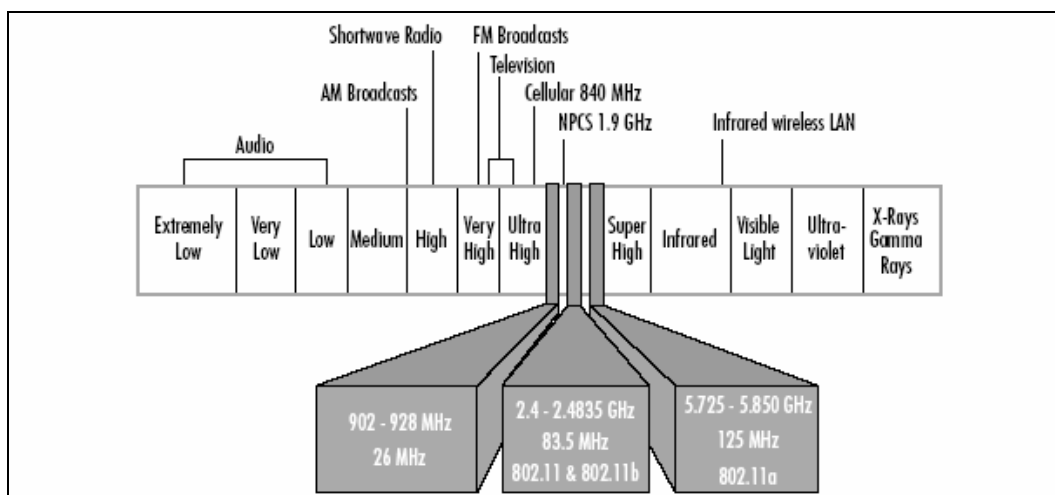 Shortwave Radio
FM Broadcasts
Television
AM Broadcasts
Cellular 840 MHz
NPCS 1.9 GHz
Infrared wireless LAN
Audio
Extremely
Low
Very
Low
Low
Medium
High
Very
High
Ultra
High
Super
High
Infrared
Visible
Light
Ultra-
violet
X-Rays
Gamma
Rays
902 - 928 MHz
26 MHz
2.4 - 2.4835 GHz
83.5 MHz
802.11 & 802.11b
5.725 - 5.850 GHz
125 MHz
802.11a